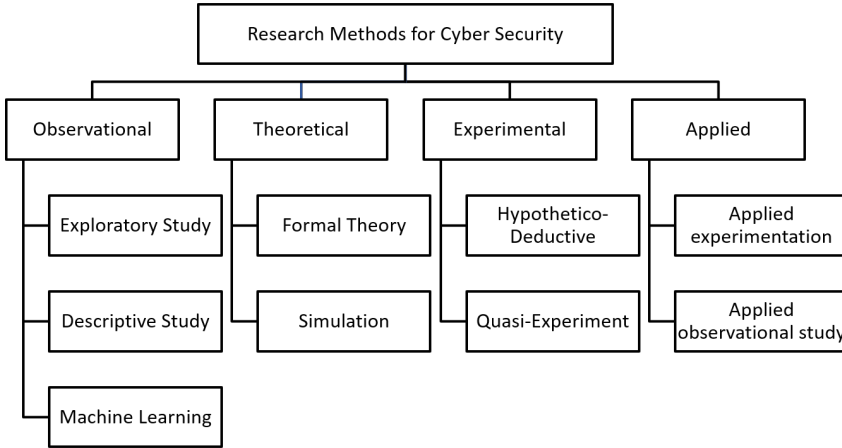 Research Methods for Cyber Security
Observational
Theoretical
Experimental
Applied
Exploratory Study
Formal Theory
Hypothetico-
Deductive
Applied
experimentation
Descriptive Study
Simulation
Quasi-Experiment
Applied
observational study
Machine Learning